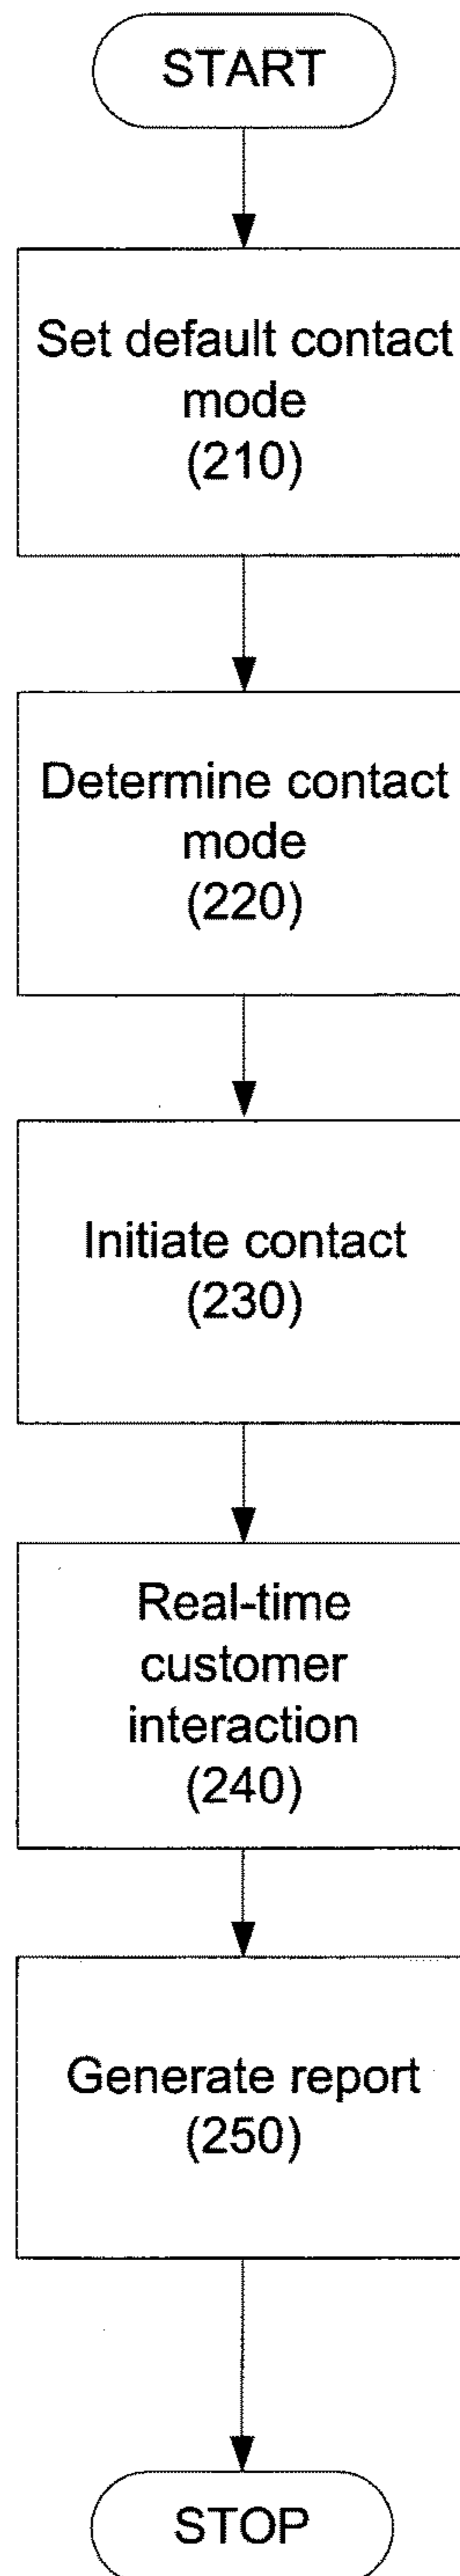 START
Set default contact
mode
(210)
Determine contact
mode
(220)
Initiate contact
(230)
Real-time
customer
interaction
(240)
Generate report
(250)
STOP